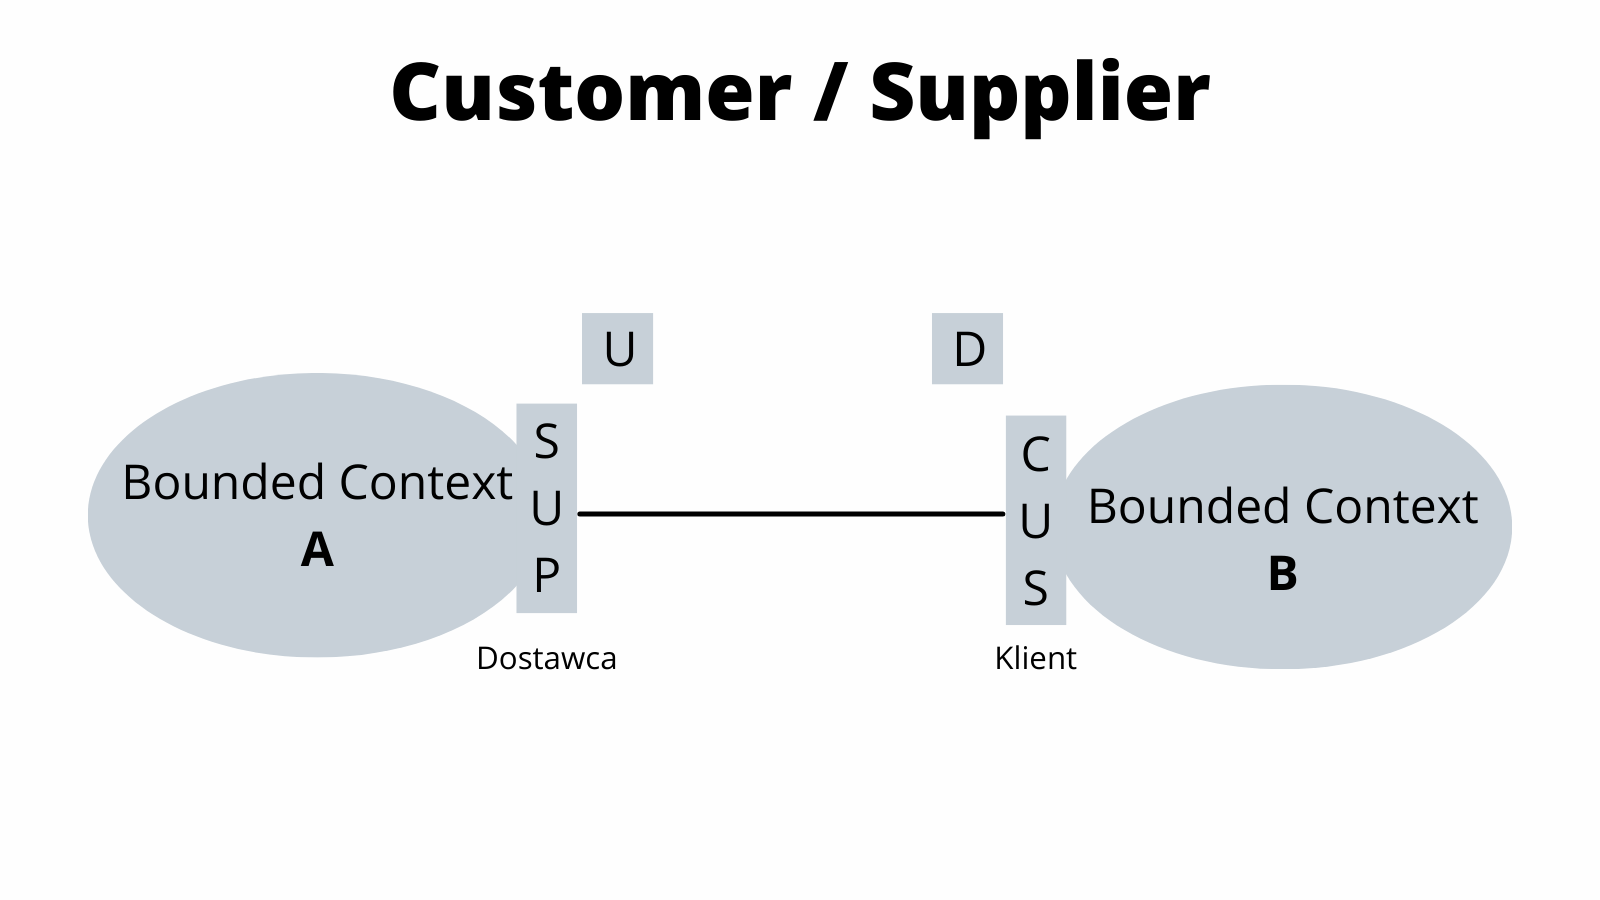 Customer / Supplier
U
D
S
U
P
C
U
S
Bounded Context
A
Bounded Context
B
Dostawca
Klient